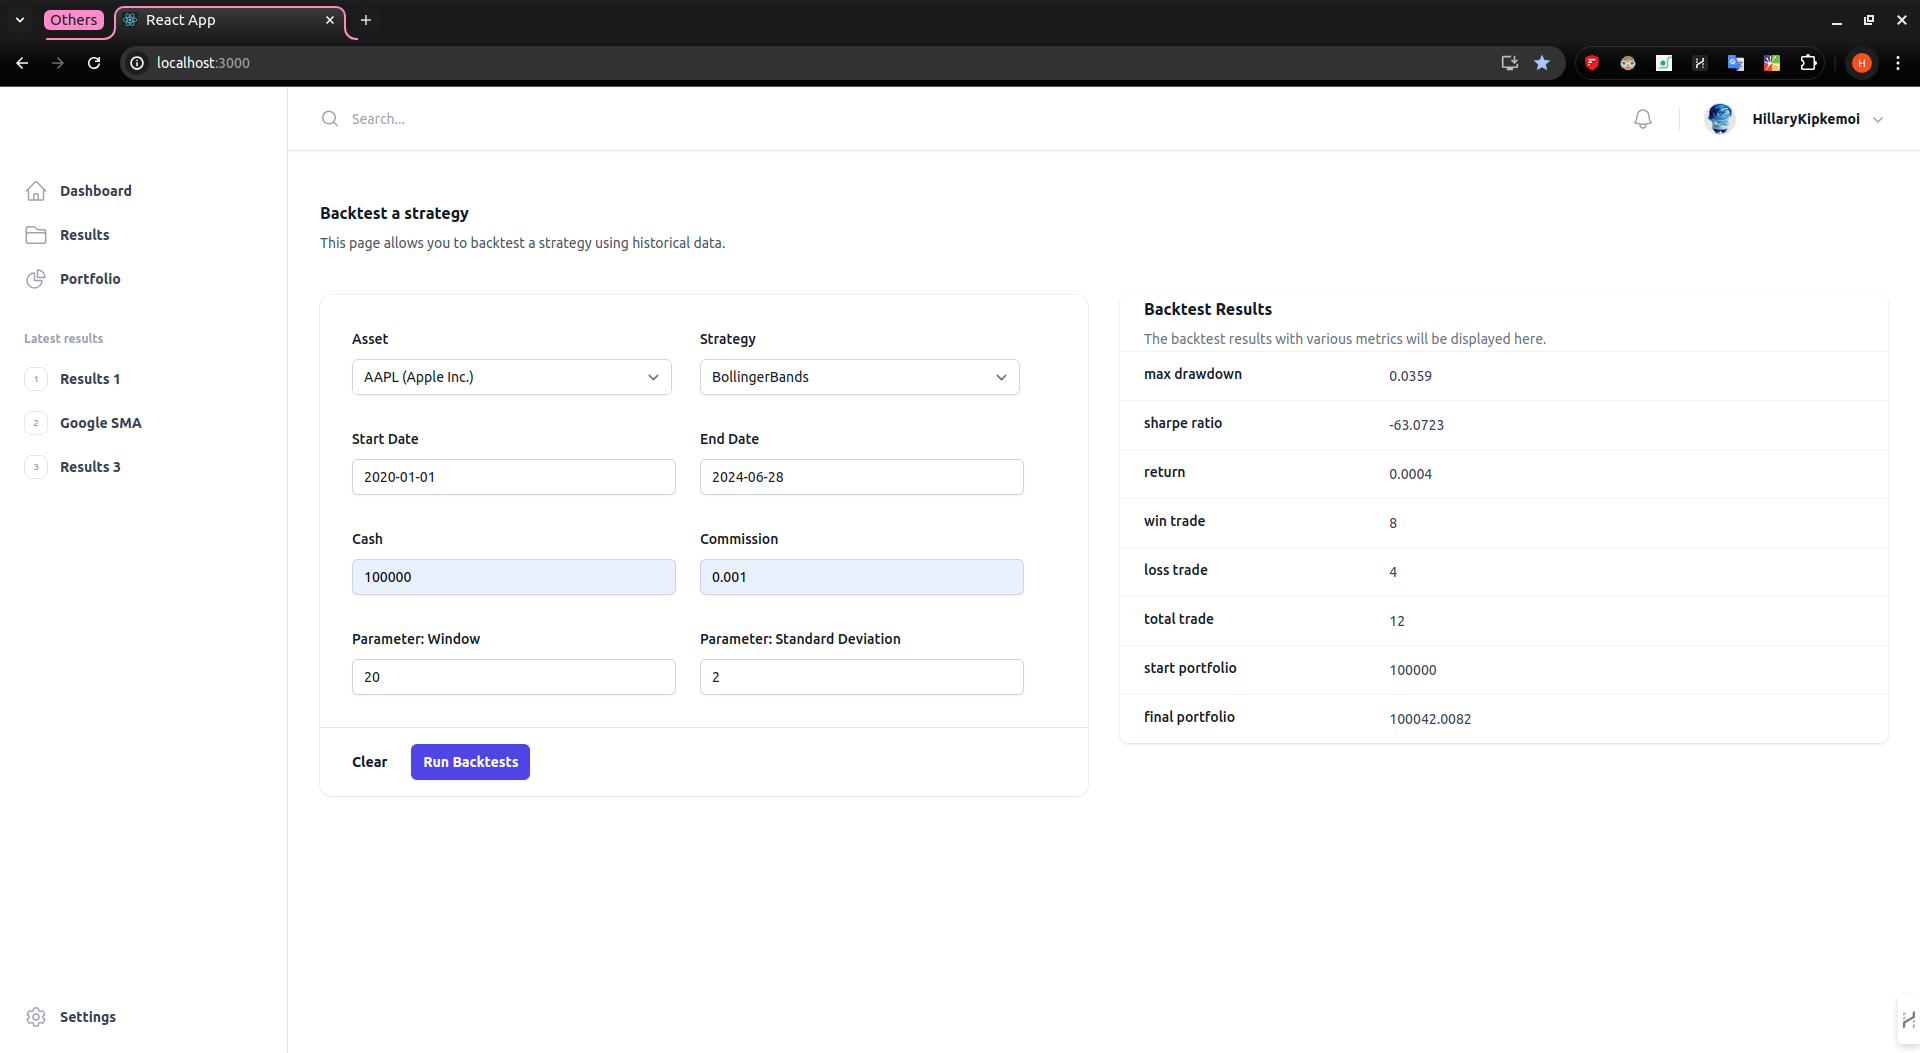 Others
React App
localhost:3000
H
Search...
HillaryKipkemoi
Dashboard
Results
Portfolio
Latest results
1 Results 1
2 Google SMA
3 Results 3
Settings
Backtest a strategy
This page allows you to backtest a strategy using historical data.
Asset Strategy
AAPL (Apple Inc.) BollingerBands
Start Date End Date
2020-01-01 2024-06-28
Cash Commission
100000 0.001
Parameter: Window Parameter: Standard Deviation
20 2
Clear Run Backtests
Backtest Results
The backtest results with various metrics will be displayed here.
max drawdown 0.0359
sharpe ratio -63.0723
return 0.0004
win trade 8
loss trade 4
total trade 12
start portfolio 100000
final portfolio 100042.0082